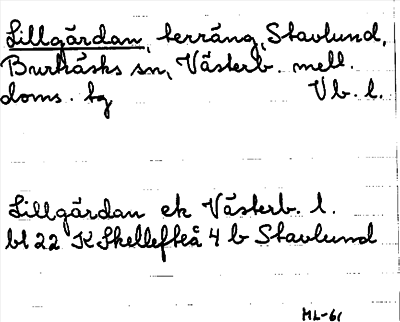 Lillgärdan, terräng, Stavlund,
Burträsks sn, Västerb. mell.
doms. tg Vb. l.
Lillgärdan ek Västerb. l.
bl 22 K Skellefteå 4 b Stavlund
ML-61